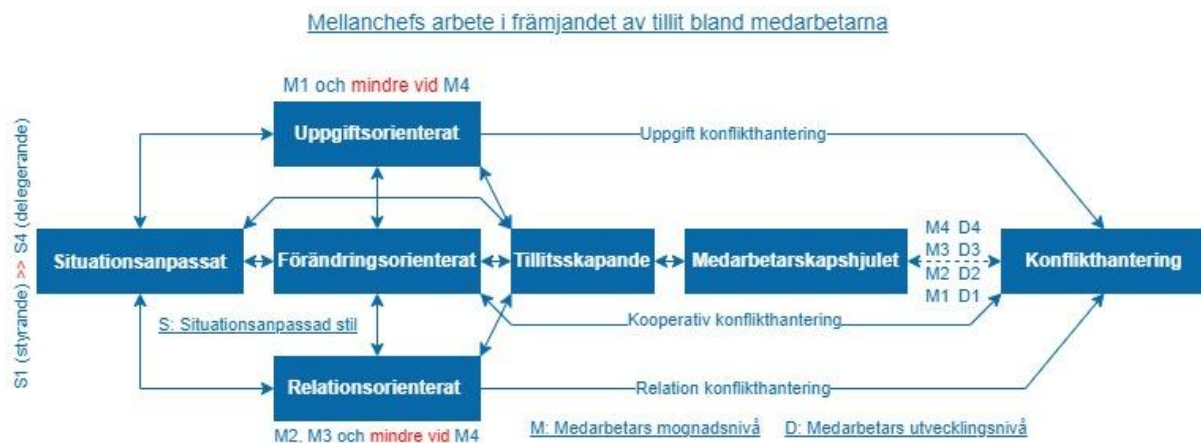 Mellanchefs arbete i främjandet av tillit bland medarbetarna
M1 och mindre vid M4
Uppgiftsorienterat
Uppgift konflikthantering
S1 (styrande) >> S4 (delegerande)
Situationsanpassat
Förändringsorienterat
Tillitsskapande
Medarbetarskapshjulet
M4 D4
M3 D3
M2 D2
M1 D1
Konflikthantering
S: Situationsanpassad stil
Kooperativ konflikthantering
Relationsorienterat
Relation konflikthantering
M2, M3 och mindre vid M4
M: Medarbetars mognadsnivå
D: Medarbetars utvecklingsnivå